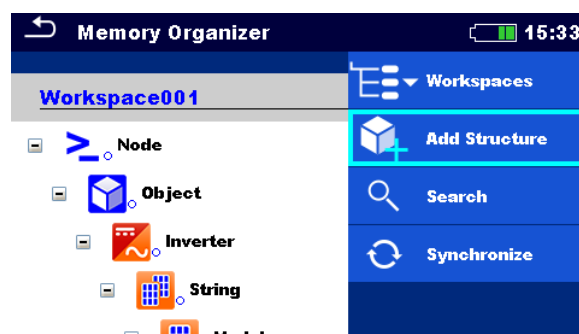 Memory Organizer
15:33
Workspace001
Node
Object
Inverter
String
Workspaces
Add Structure
Search
Synchronize